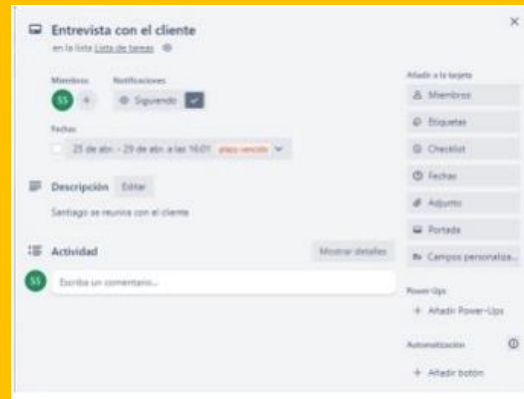 Entrevista con el cliente
en la lista Lista de tareas
Miembros
Notificaciones
SS
+
Siguiendo
Fechas
25 de abr. - 29 de abr. a las 16:01 plazo vencido
Descripción
Editar
Santiago se reunira con el cliente
Actividad
Mostrar detalles
SS
Escriba un comentario...
Añadir a la tarjeta
Miembros
Etiquetas
Checklist
Fechas
Adjunto
Portada
Campos personaliza...
Power-Ups
+ Añadir Power-Ups
Automatización
+ Añadir botón